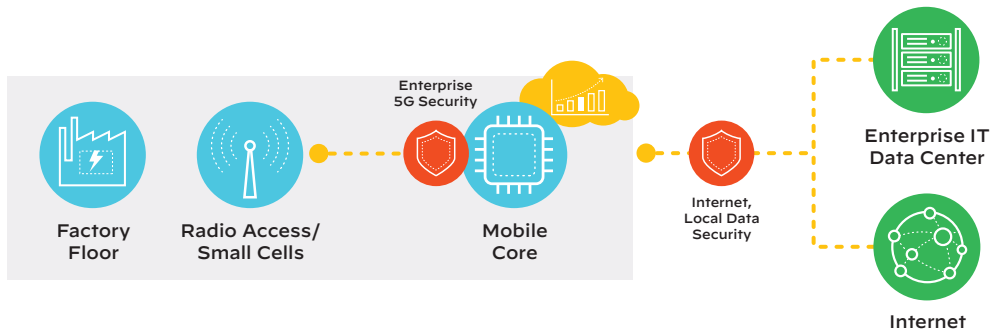 Enterprise
5G Security
Factory
Floor
Radio Access/
Small Cells
Mobile
Core
Internet,
Local Data
Security
Enterprise IT
Data Center
Internet